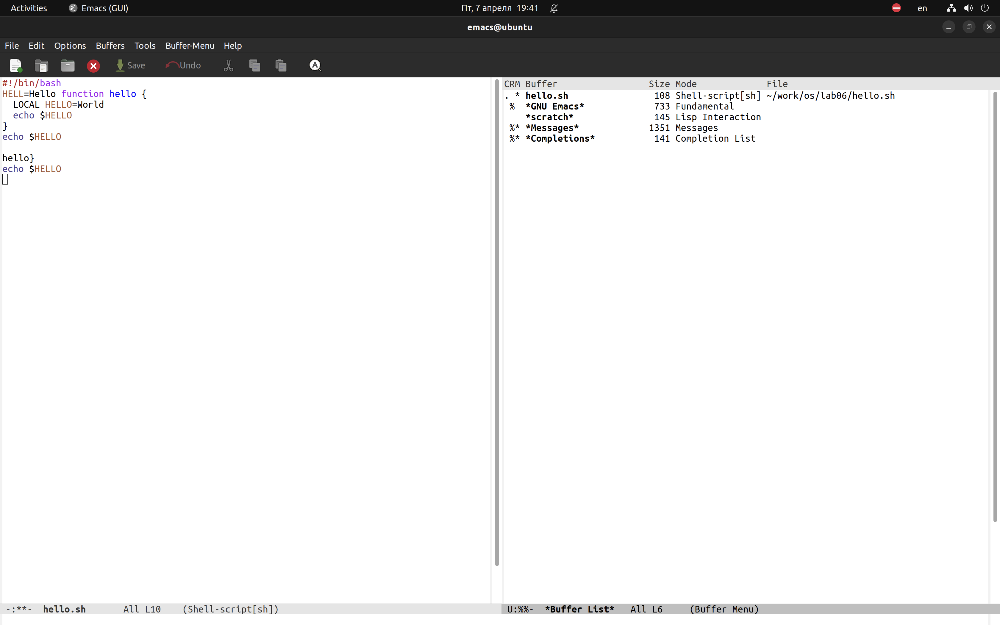 Activities Emacs (GUI) Пт, 7 апреля 19:41 en
emacs@ubuntu
File Edit Options Buffers Tools Buffer-Menu Help
Save Undo
#!/bin/bash
HELL=Hello function hello {
  LOCAL HELLO=World
  echo $HELLO
}
echo $HELLO
hello}
echo $HELLO
CRM Buffer Size Mode File
. * hello.sh 108 Shell-script[sh] ~/work/os/lab06/hello.sh
 % *GNU Emacs* 733 Fundamental
*scratch* 145 Lisp Interaction
 %* *Messages* 1351 Messages
 %* *Completions* 141 Completion List
-:**- hello.sh All L10 (Shell-script[sh])
U:%%- *Buffer List* All L6 (Buffer Menu)